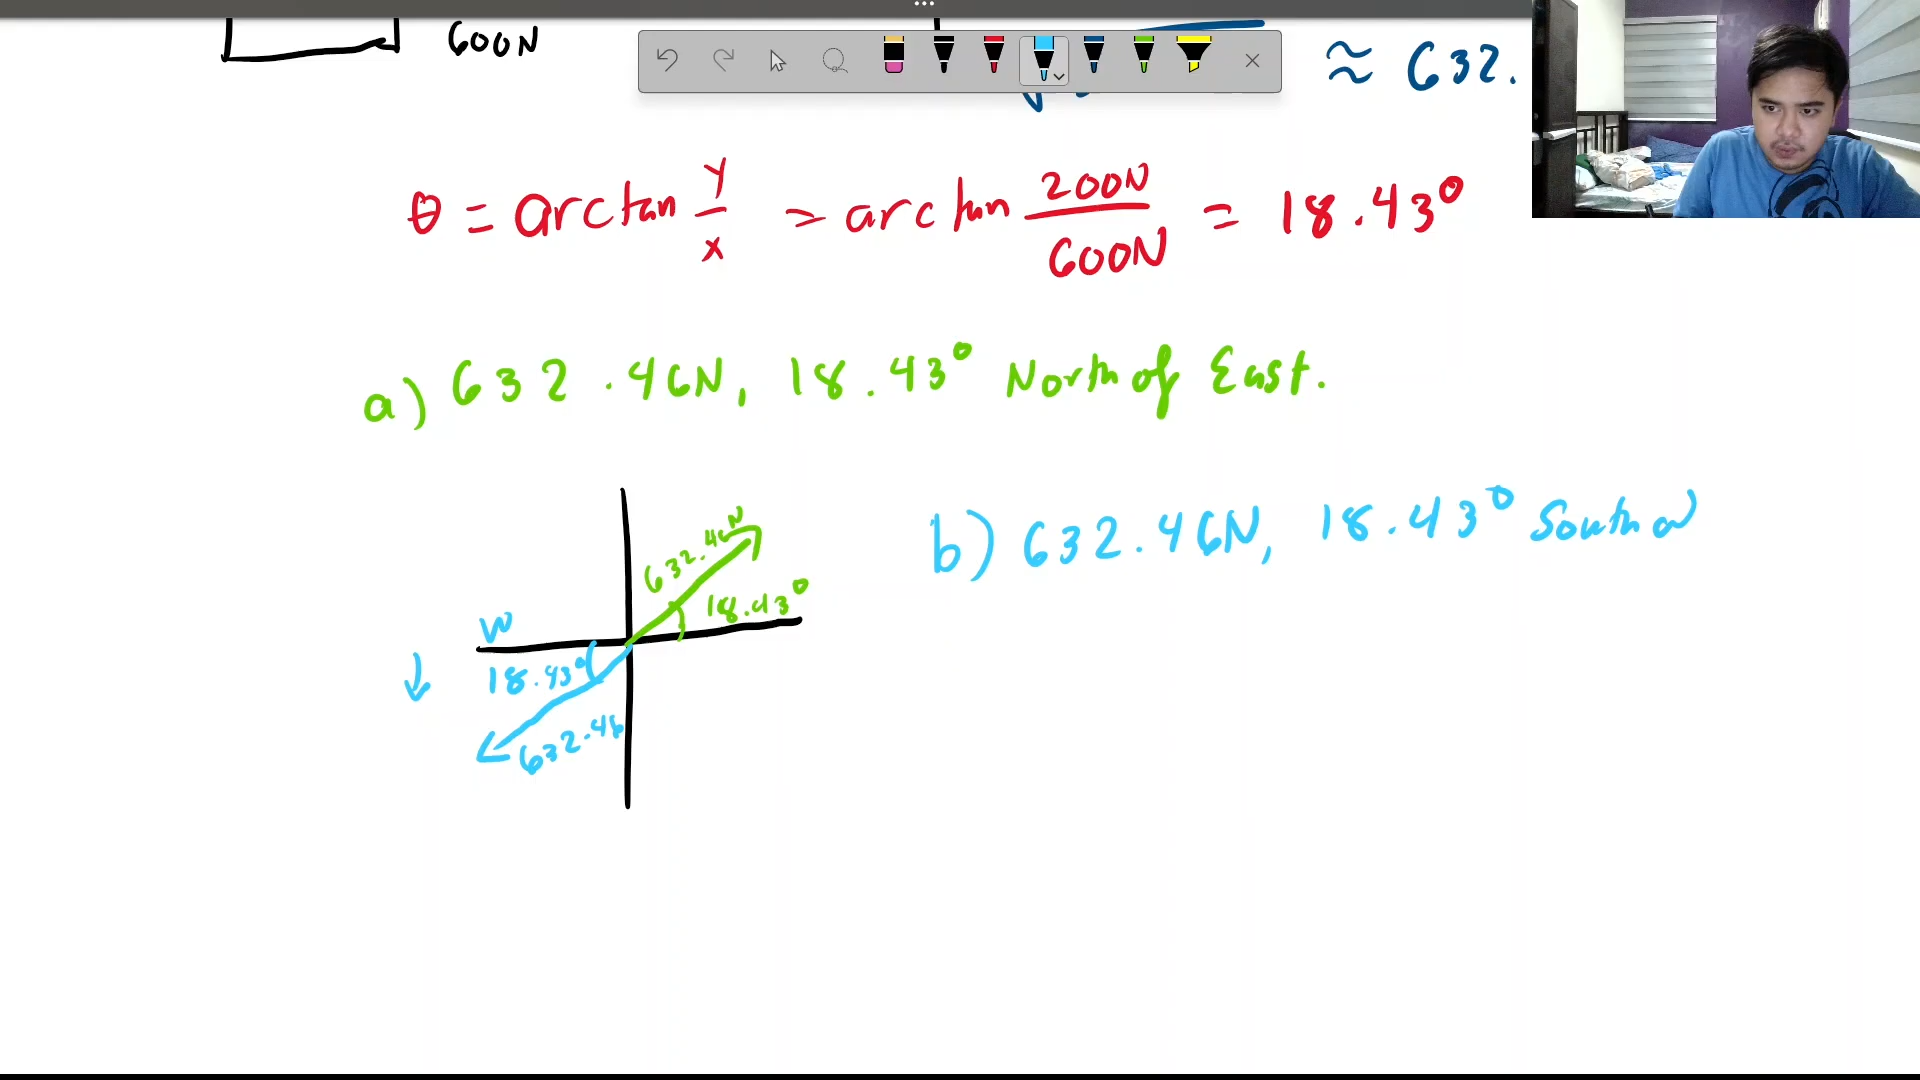 600N
≈ 632.
θ = arctan y/x = arctan 200N/600N = 18.43°
a) 632.46N, 18.43° North of East.
632.46N
18.43°
W
18.43°
↓
632.46
b) 632.46N, 18.43° South o